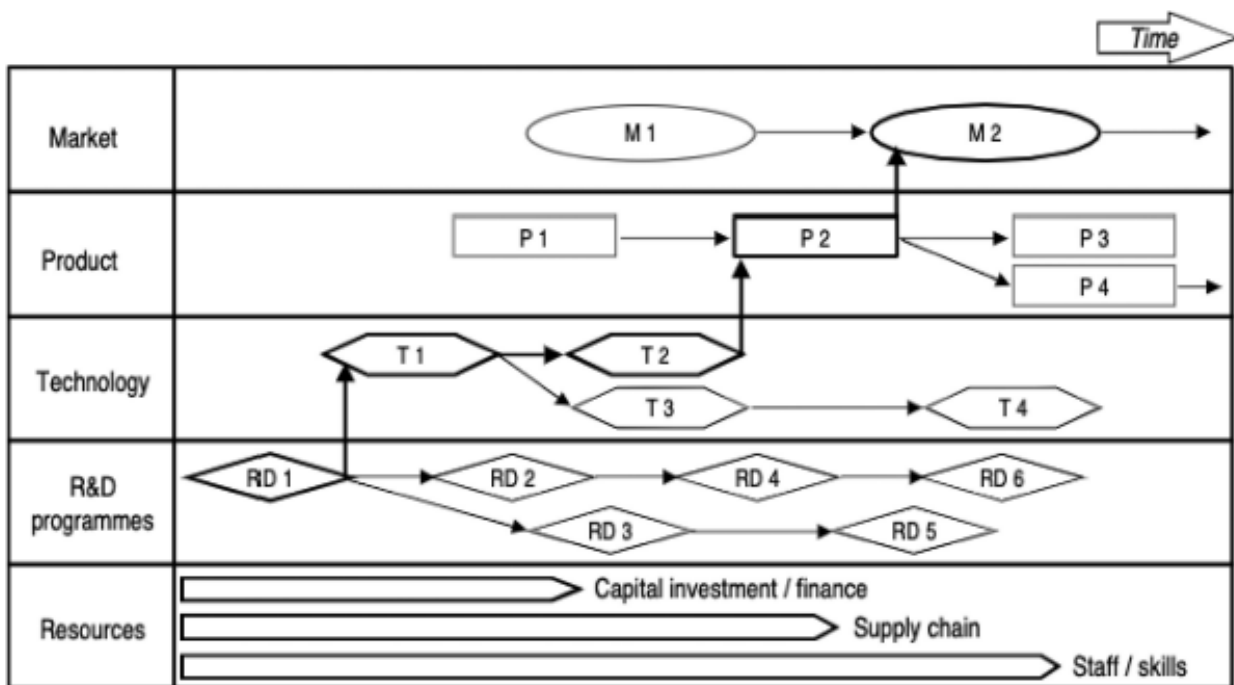 Time
Market
M 1
M 2
Product
P 1
P 2
P 3
P 4
Technology
T 1
T 2
T 3
T 4
R&D
programmes
RD 1
RD 2
RD 4
RD 6
RD 3
RD 5
Resources
Capital investment / finance
Supply chain
Staff / skills